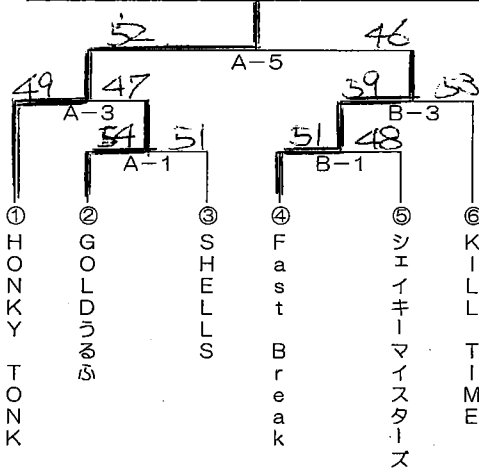 52 46
A-5
49 47 39 53
A-3 B-3
54 51 51 48
A-1 B-1
① ② ③ ④ ⑤ ⑥
HONKY TONK
GOLDうるふ
SHELLS
Fast Break
シェイキーマイスターズ
KILL TIME